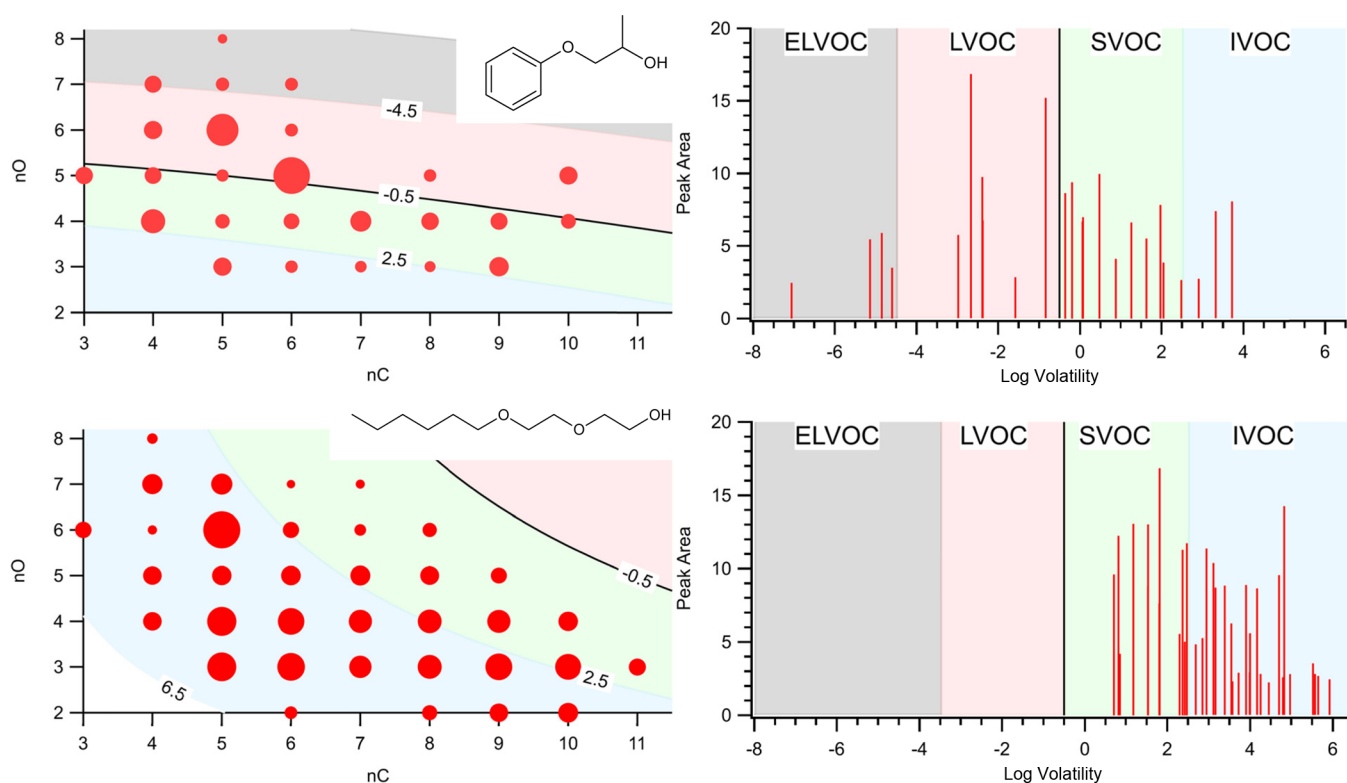 8
7
6
5
4
3
2
nO
3 4 5 6 7 8 9 10 11
nC
-4.5
-0.5
2.5
O
OH
20
15
10
5
0
Peak Area
ELVOC LVOC SVOC IVOC
-8 -6 -4 -2 0 2 4 6
Log Volatility
8
7
6
5
4
3
2
nO
3 4 5 6 7 8 9 10 11
nC
6.5
-0.5
2.5
O
O
OH
20
15
10
5
0
Peak Area
ELVOC LVOC SVOC IVOC
-8 -6 -4 -2 0 2 4 6
Log Volatility